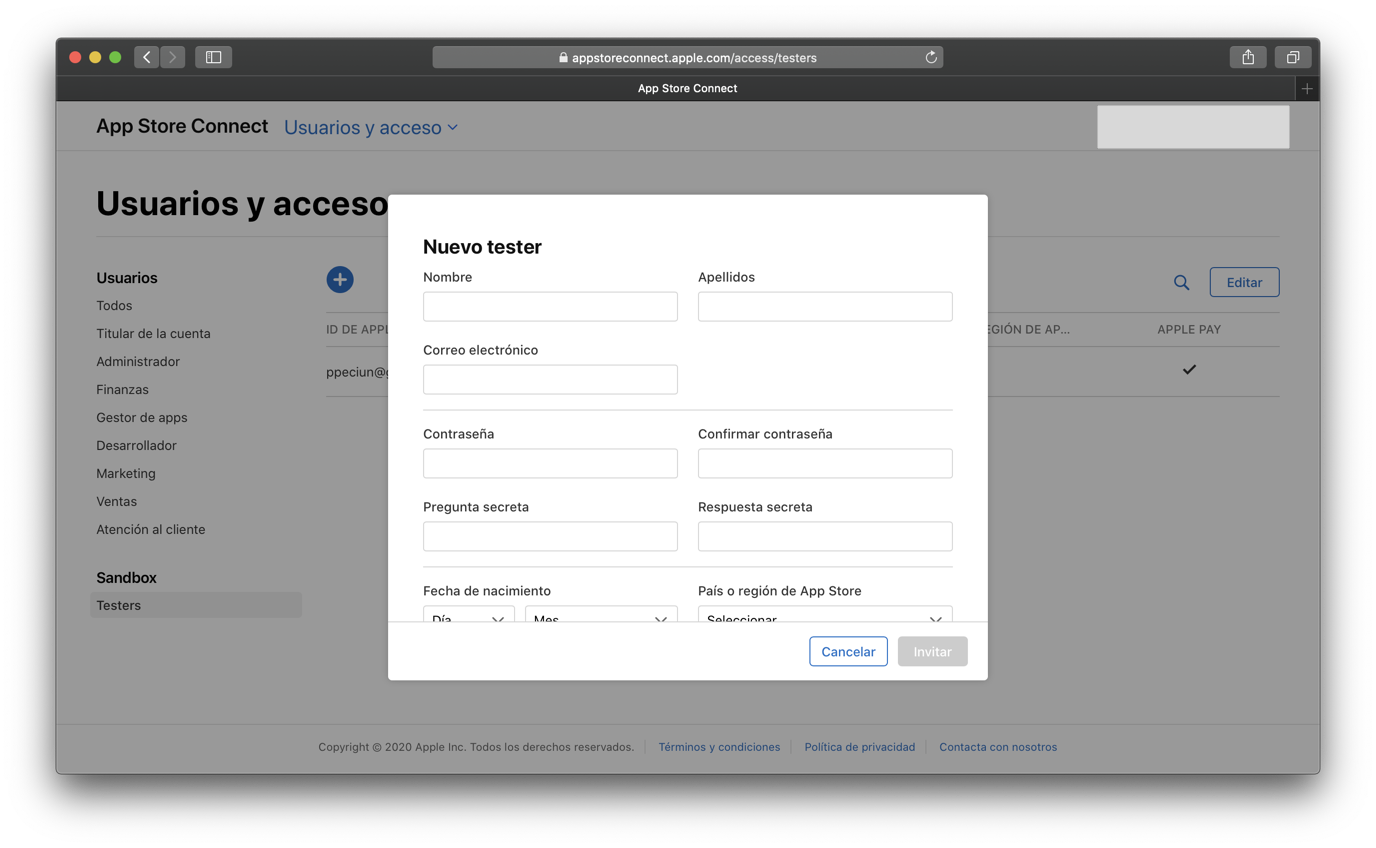 appstoreconnect.apple.com/access/testers
App Store Connect
App Store Connect Usuarios y acceso
Usuarios y acceso
Usuarios
Todos
Titular de la cuenta
Administrador
Finanzas
Gestor de apps
Desarrollador
Marketing
Ventas
Atención al cliente
Sandbox
Testers
Editar
ID DE APPL
EGIÓN DE AP... APPLE PAY
ppeciun@g
Nuevo tester
Nombre Apellidos
Correo electrónico
Contraseña Confirmar contraseña
Pregunta secreta Respuesta secreta
Fecha de nacimiento País o región de App Store
Día Mes Seleccionar
Cancelar Invitar
Copyright © 2020 Apple Inc. Todos los derechos reservados. Términos y condiciones Política de privacidad Contacta con nosotros